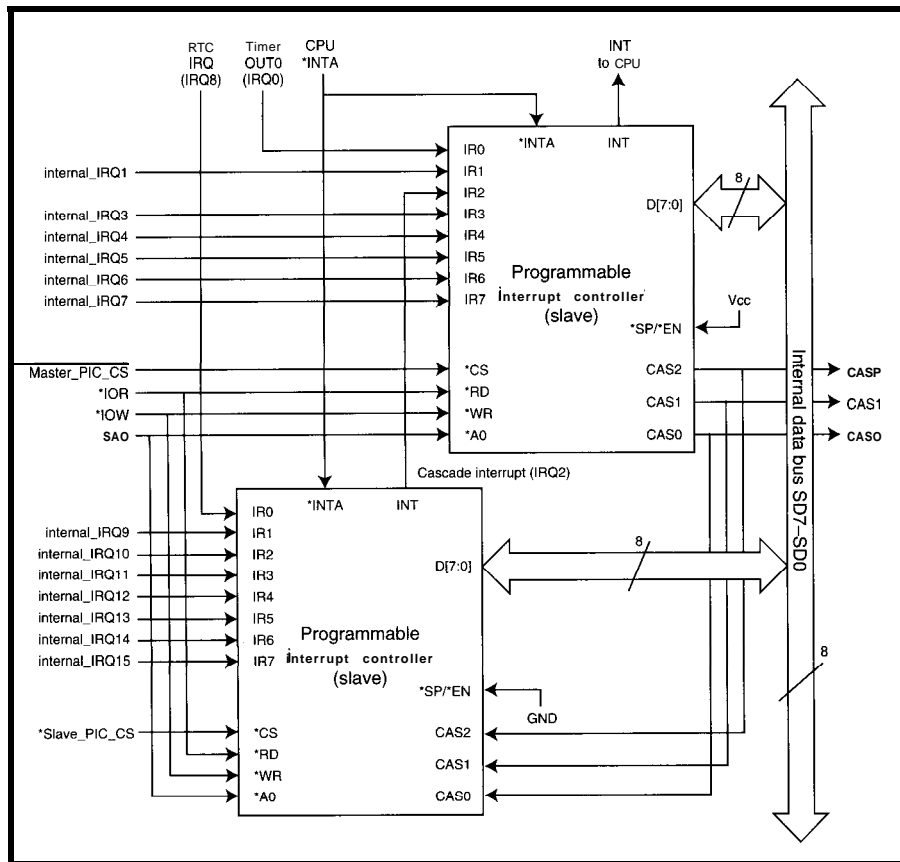 RTC
IRQ
(IRQ8)
Timer
OUT0
(IRQ0)
CPU
*INTA
INT
to CPU
*INTA
INT
IR0
IR1
IR2
IR3
IR4
IR5
IR6
IR7
internal_IRQ1
internal_IRQ3
internal_IRQ4
internal_IRQ5
internal_IRQ6
internal_IRQ7
D[7:0]
8
Programmable
interrupt controller
(slave)
Vcc
*SP/*EN
Master_PIC_CS
*IOR
*IOW
SAO
*CS
*RD
*WR
*A0
CAS2
CAS1
CAS0
CASP
CAS1
CASO
Internal data bus SD7–SD0
Cascade interrupt (IRQ2)
*INTA
INT
IR0
IR1
IR2
IR3
IR4
IR5
IR6
IR7
internal_IRQ9
internal_IRQ10
internal_IRQ11
internal_IRQ12
internal_IRQ13
internal_IRQ14
internal_IRQ15
D[7:0]
8
Programmable
interrupt controller
(slave)
*SP/*EN
GND
8
*Slave_PIC_CS
*CS
*RD
*WR
*A0
CAS2
CAS1
CAS0